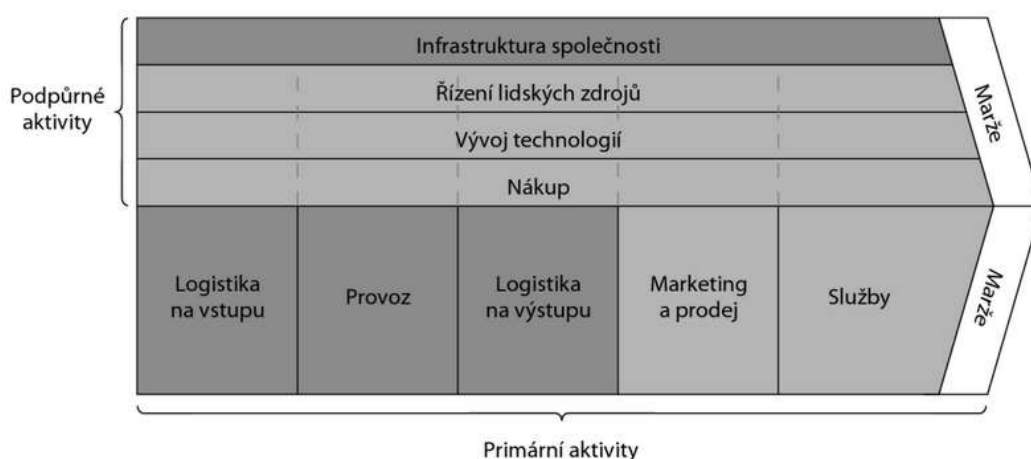 Infrastruktura společnosti
Podpůrné
aktivity
Řízení lidských zdrojů
Vývoj technologií
Nákup
Marže
Logistika
na vstupu
Provoz
Logistika
na výstupu
Marketing
a prodej
Služby
Marže
Primární aktivity